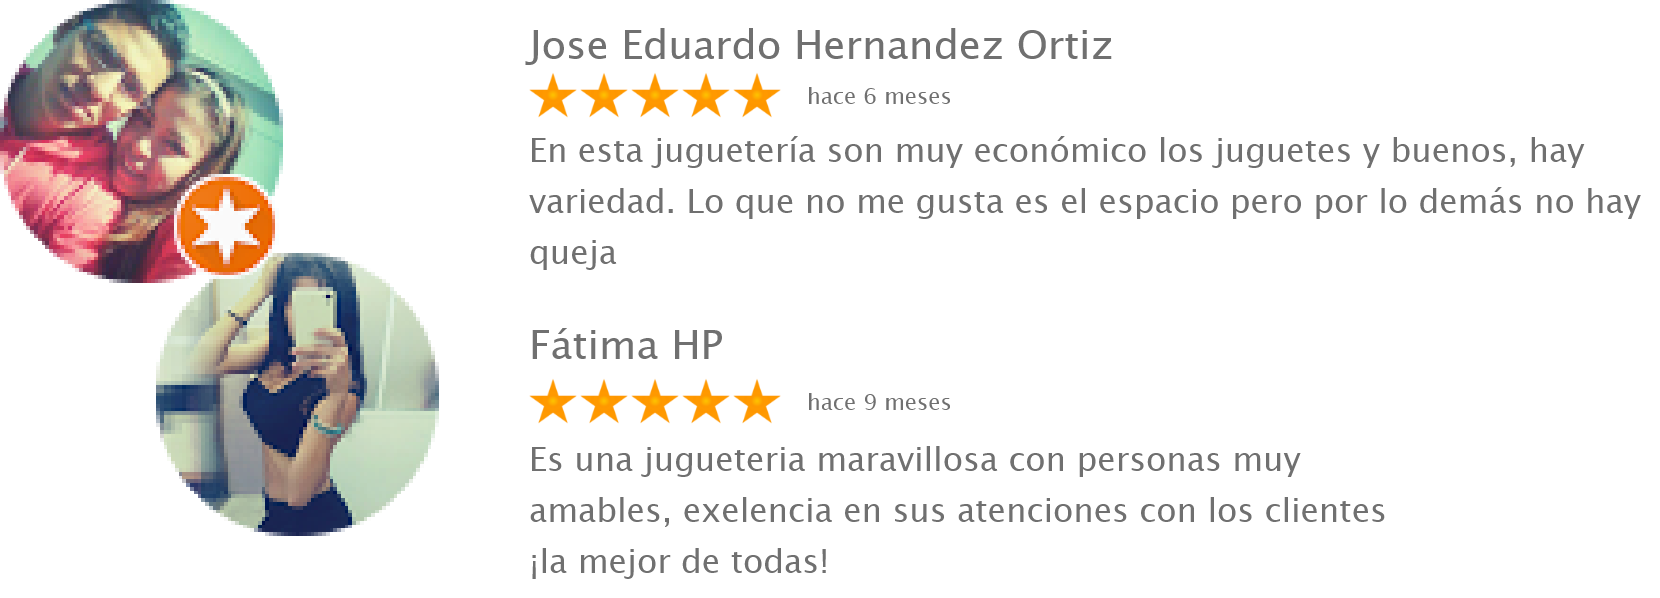 Jose Eduardo Hernandez Ortiz
hace 6 meses
En esta juguetería son muy económico los juguetes y buenos, hay
variedad. Lo que no me gusta es el espacio pero por lo demás no hay
queja
Fátima HP
hace 9 meses
Es una jugueteria maravillosa con personas muy
amables, exelencia en sus atenciones con los clientes
¡la mejor de todas!